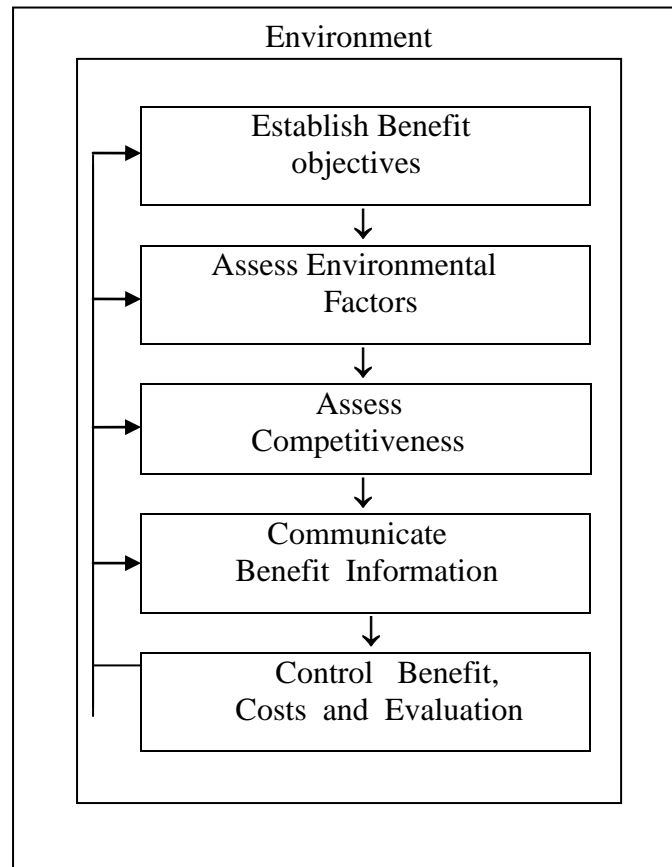 Environment
Establish Benefit
objectives
Assess Environmental
Factors
Assess
Competitiveness
Communicate
Benefit Information
Control Benefit,
Costs and Evaluation